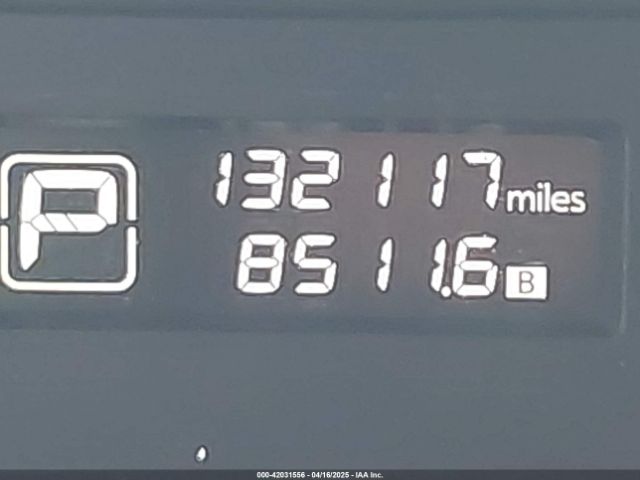 P
132117 miles
8511.6 B
000-42031556 - 04/16/2025 - IAA Inc.